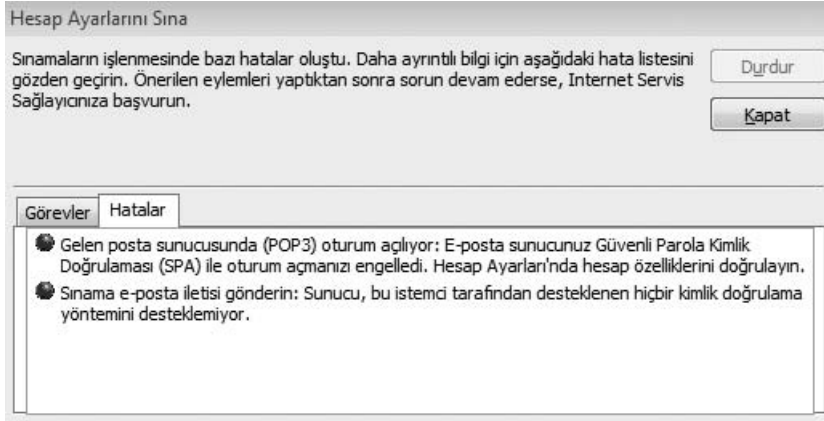 Hesap Ayarlarını Sına
Sınamaların işlenmesinde bazı hatalar oluştu. Daha ayrıntılı bilgi için aşağıdaki hata listesini
gözden geçirin. Önerilen eylemleri yaptıktan sonra sorun devam ederse, Internet Servis
Sağlayıcınıza başvurun.
Durdur
Kapat
Görevler Hatalar
Gelen posta sunucusunda (POP3) oturum açılıyor: E-posta sunucunuz Güvenli Parola Kimlik
Doğrulaması (SPA) ile oturum açmanızı engelledi. Hesap Ayarları'nda hesap özelliklerini doğrulayın.
Sınama e-posta iletisi gönderin: Sunucu, bu istemci tarafından desteklenen hiçbir kimlik doğrulama
yöntemini desteklemiyor.